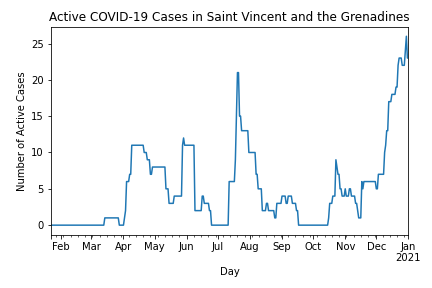 Active COVID-19 Cases in Saint Vincent and the Grenadines
Number of Active Cases
25
20
15
10
5
0
Feb Mar Apr May Jun Jul Aug Sep Oct Nov Dec Jan
2021
Day